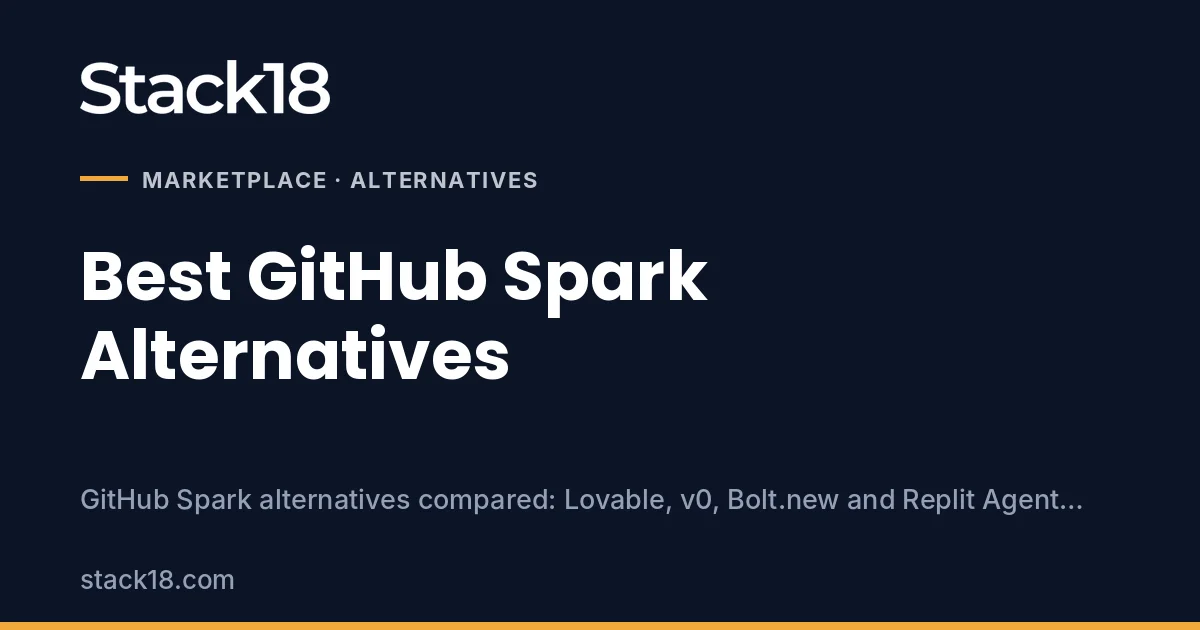 Stack18
MARKETPLACE · ALTERNATIVES
Best GitHub Spark
Alternatives
GitHub Spark alternatives compared: Lovable, v0, Bolt.new and Replit Agent...
stack18.com